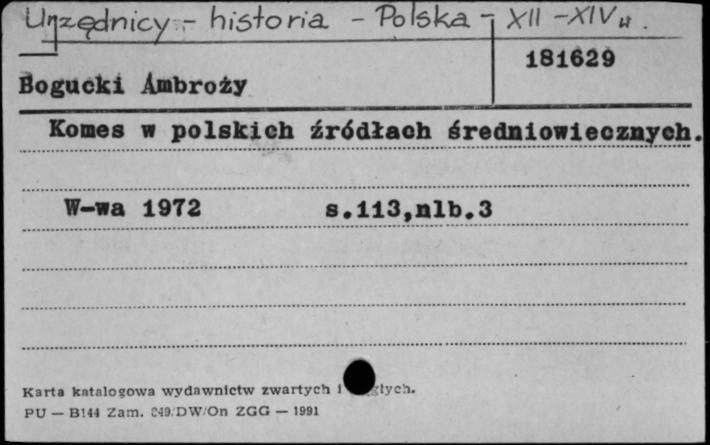 Urzędnicy - historia - Polska - XII - XIV w.
181629
Bogucki Ambroży
Komes w polskich źródłach średniowiecznych.
W-wa 1972 s.113,nlb.3
Karta katalogowa wydawnictw zwartych i
PU — B144 Zam. 349/DW/On ZGG — 1991